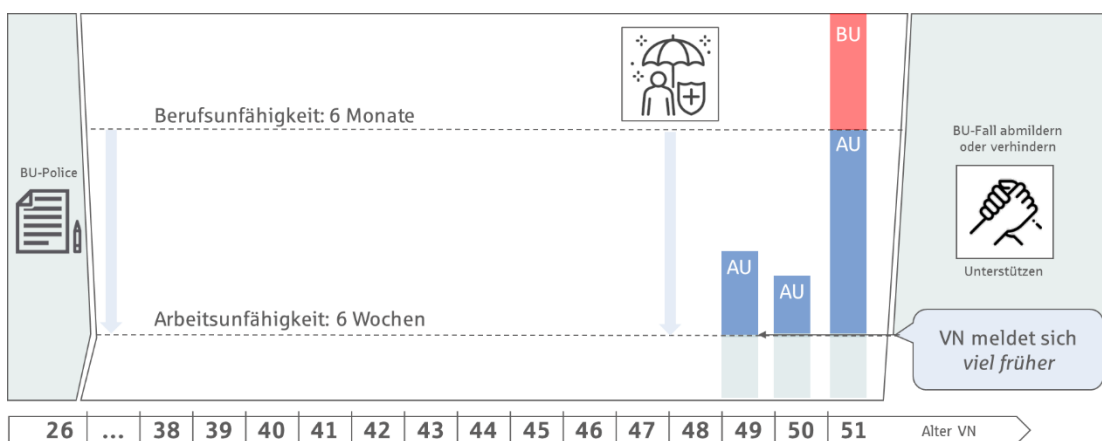 BU
Berufsunfähigkeit: 6 Monate
AU
BU-Fall abmildern
oder verhindern
BU-Police
AU
AU
Unterstützen
Arbeitsunfähigkeit: 6 Wochen
VN meldet sich
viel früher
26 ... 38 39 40 41 42 43 44 45 46 47 48 49 50 51 Alter VN